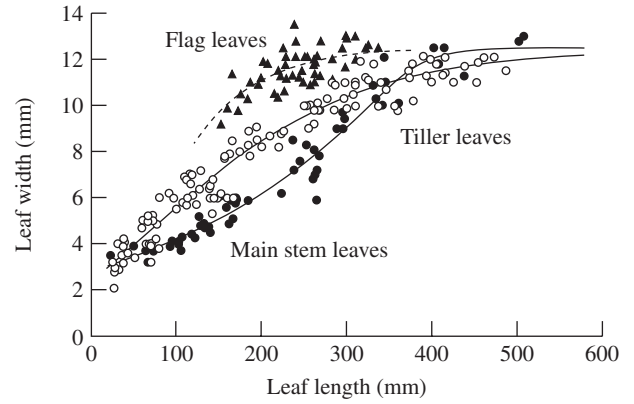 14
12
10
8
6
4
2
0
Leaf width (mm)
Flag leaves
Tiller leaves
Main stem leaves
0 100 200 300 400 500 600
Leaf length (mm)